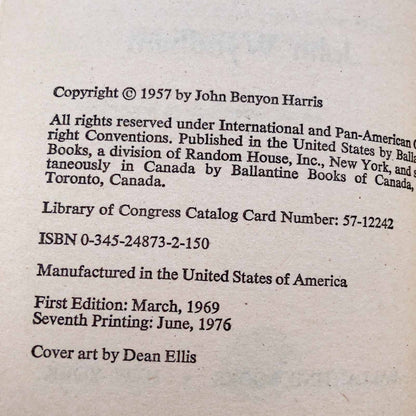 Copyright © 1957 by John Benyon Harris
All rights reserved under International and Pan-American
right Conventions. Published in the United States by
Books, a division of Random House, Inc., New York, and
taneously in Canada by Ballantine Books of Canada,
Toronto, Canada.
Library of Congress Catalog Card Number: 57-12242
ISBN 0-345-24873-2-150
Manufactured in the United States of America
First Edition: March, 1969
Seventh Printing: June, 1976
Cover art by Dean Ellis